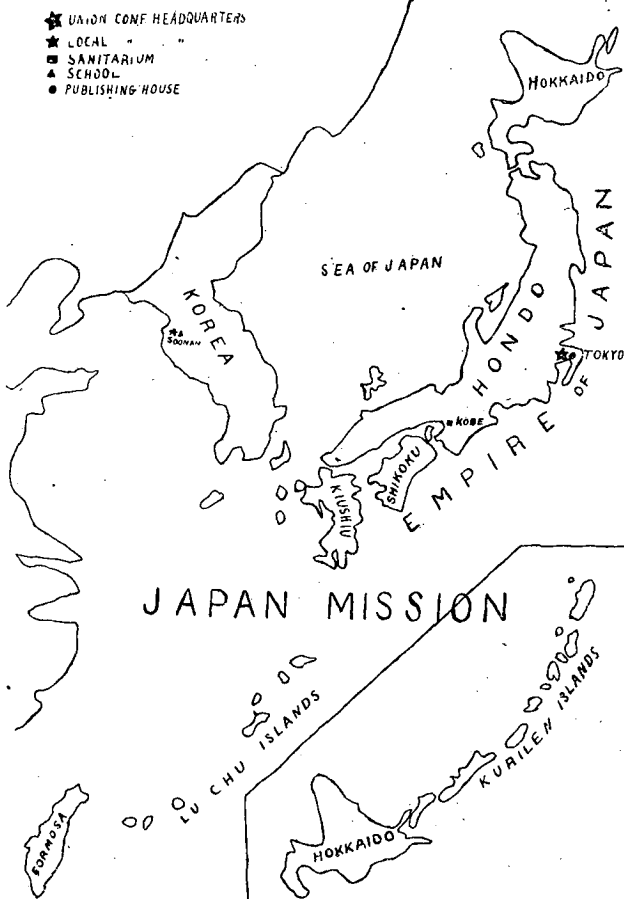 UNION CONF. HEADQUARTERS
LOCAL " "
SANITARIUM
SCHOOL
PUBLISHING HOUSE
HOKKAIDO
SEA OF JAPAN
KOREA
SOONAN
HONDO
EMPIRE OF JAPAN
TOKYO
KOBE
SHIKOKU
KIUSHIU
JAPAN MISSION
LU CHU ISLANDS
KURILEN ISLANDS
FORMOSA
HOKKAIDO